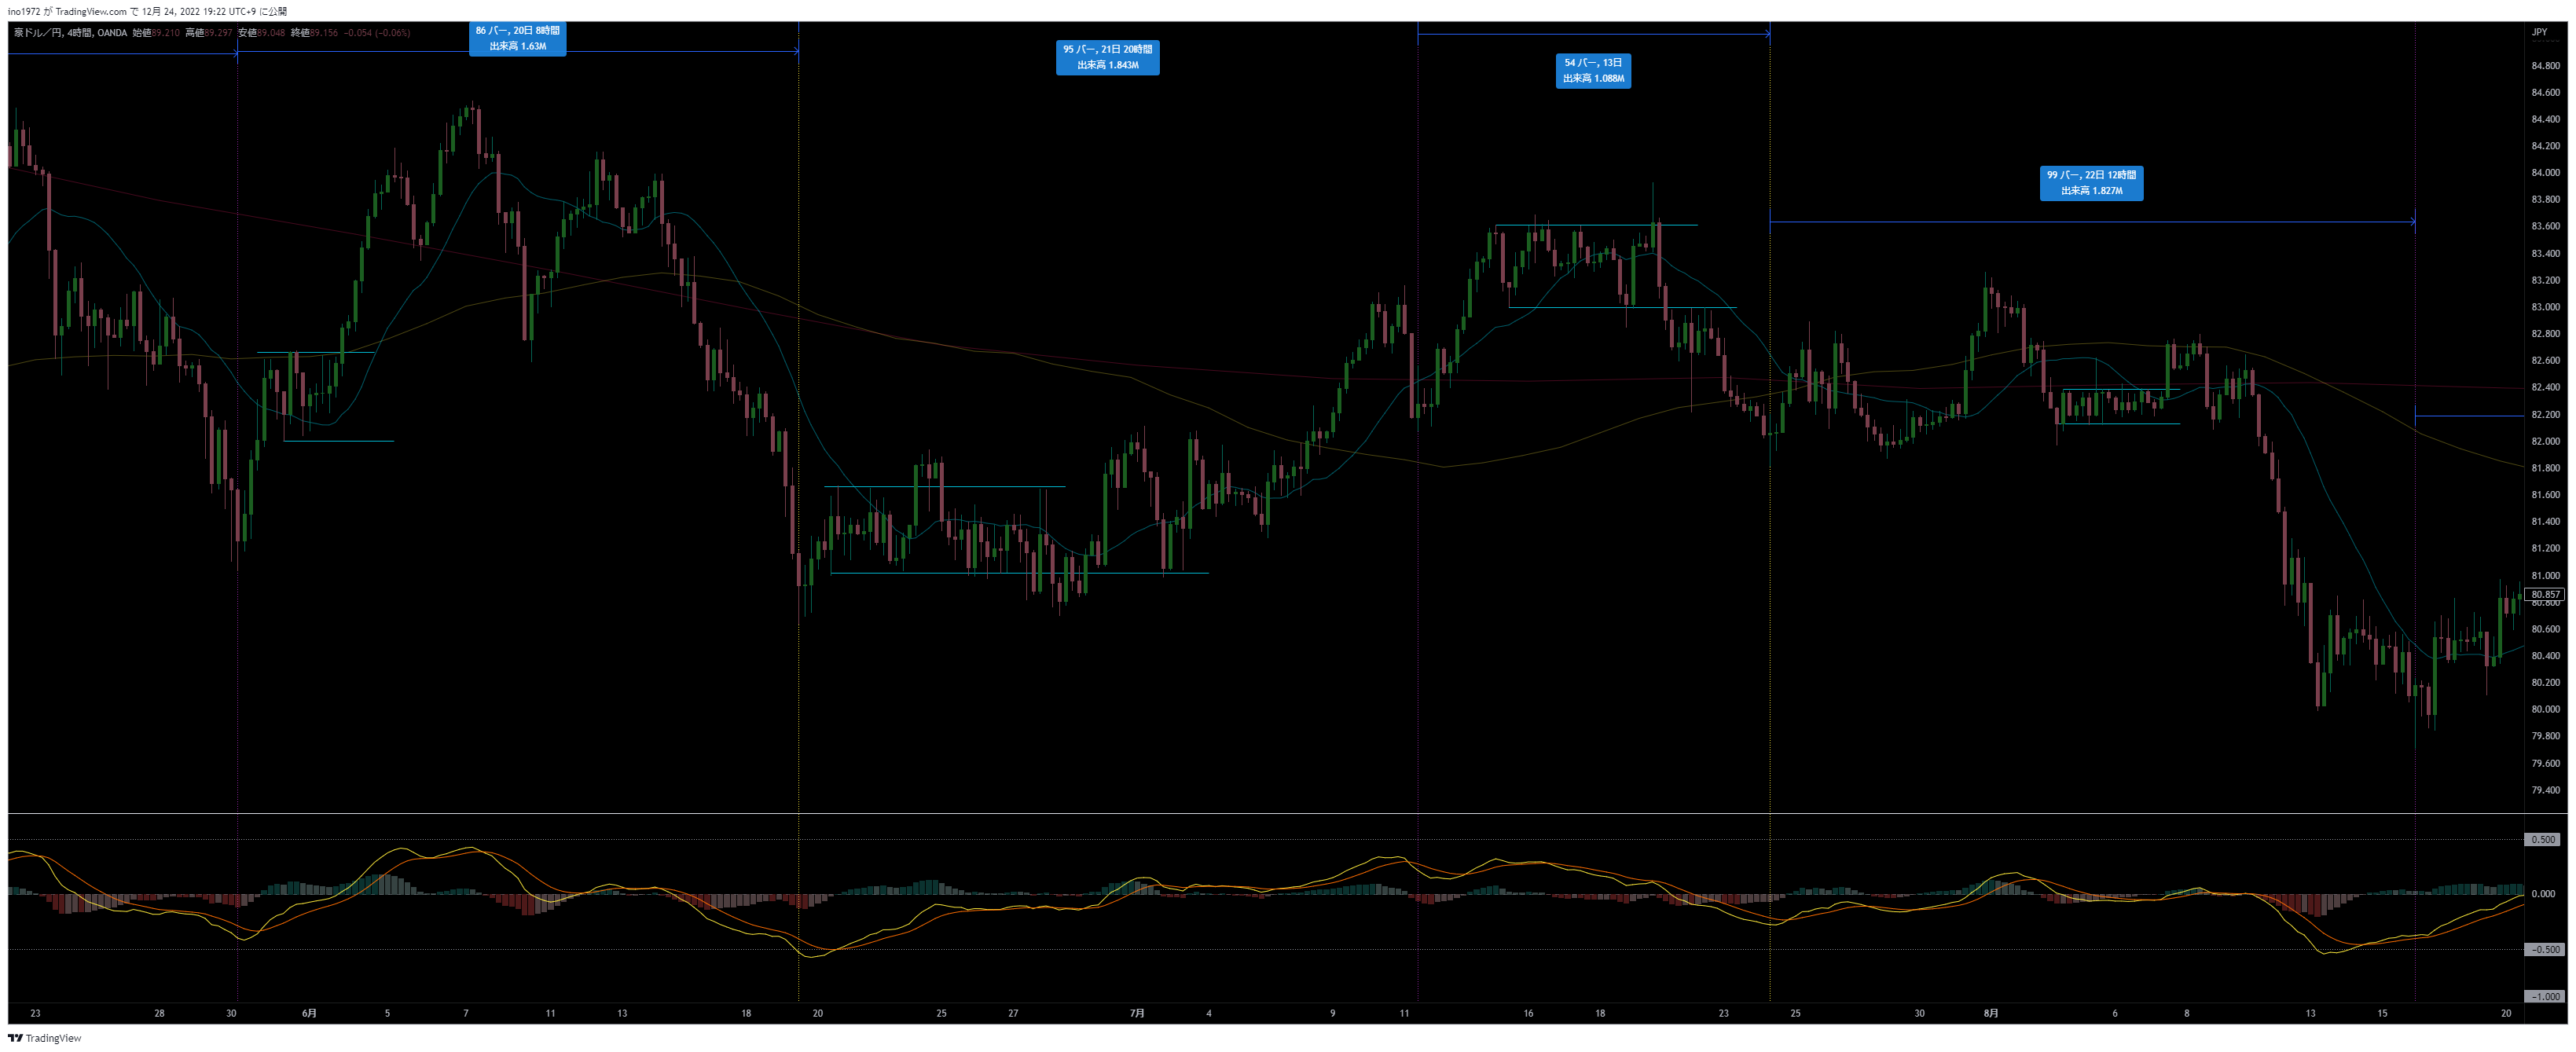 ino1972 が TradingView.com で 12月 24, 2022 19:22 UTC+9 に公開
豪ドル／円, 4時間, OANDA 始値89.210 高値89.297 安値89.048 終値89.156 −0.054 (−0.06%)
86 バー, 20日 8時間
出来高 1.63M
95 バー, 21日 20時間
出来高 1.843M
54 バー, 13日
出来高 1.088M
99 バー, 22日 12時間
出来高 1.827M
JPY
84.800
84.600
84.400
84.200
84.000
83.800
83.600
83.400
83.200
83.000
82.800
82.600
82.400
82.200
82.000
81.800
81.600
81.400
81.200
81.000
80.857
80.800
80.600
80.400
80.200
80.000
79.800
79.600
79.400
0.500
0.000
−0.500
−1.000
23 28 30 6月 5 7 11 13 18 20 25 27 7月 4 9 11 16 18 23 25 30 8月 6 8 13 15 20
TradingView